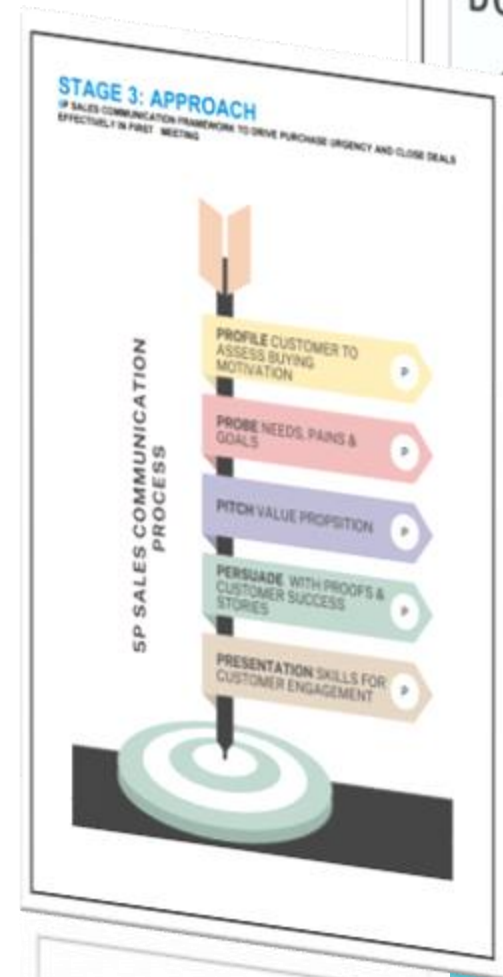 STAGE 3: APPROACH
5P SALES COMMUNICATION FRAMEWORK TO DRIVE PURCHASE URGENCY AND CLOSE DEALS
EFFECTIVELY IN FIRST MEETING
5P SALES COMMUNICATION
PROCESS
PROFILE CUSTOMER TO
ASSESS BUYING
MOTIVATION
P
PROBE NEEDS, PAINS &
GOALS
P
PITCH VALUE PROPSITION
P
PERSUADE WITH PROOFS &
CUSTOMER SUCCESS
STORIES
P
PRESENTATION SKILLS FOR
CUSTOMER ENGAGEMENT
P